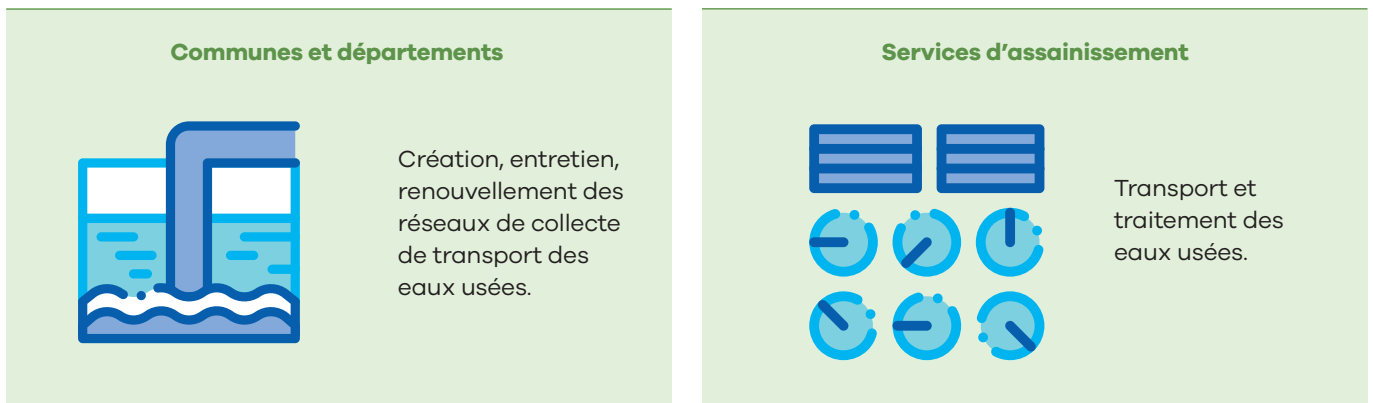 Communes et départements
Création, entretien,
renouvellement des
réseaux de collecte
de transport des
eaux usées.
Services d’assainissement
Transport et
traitement des
eaux usées.